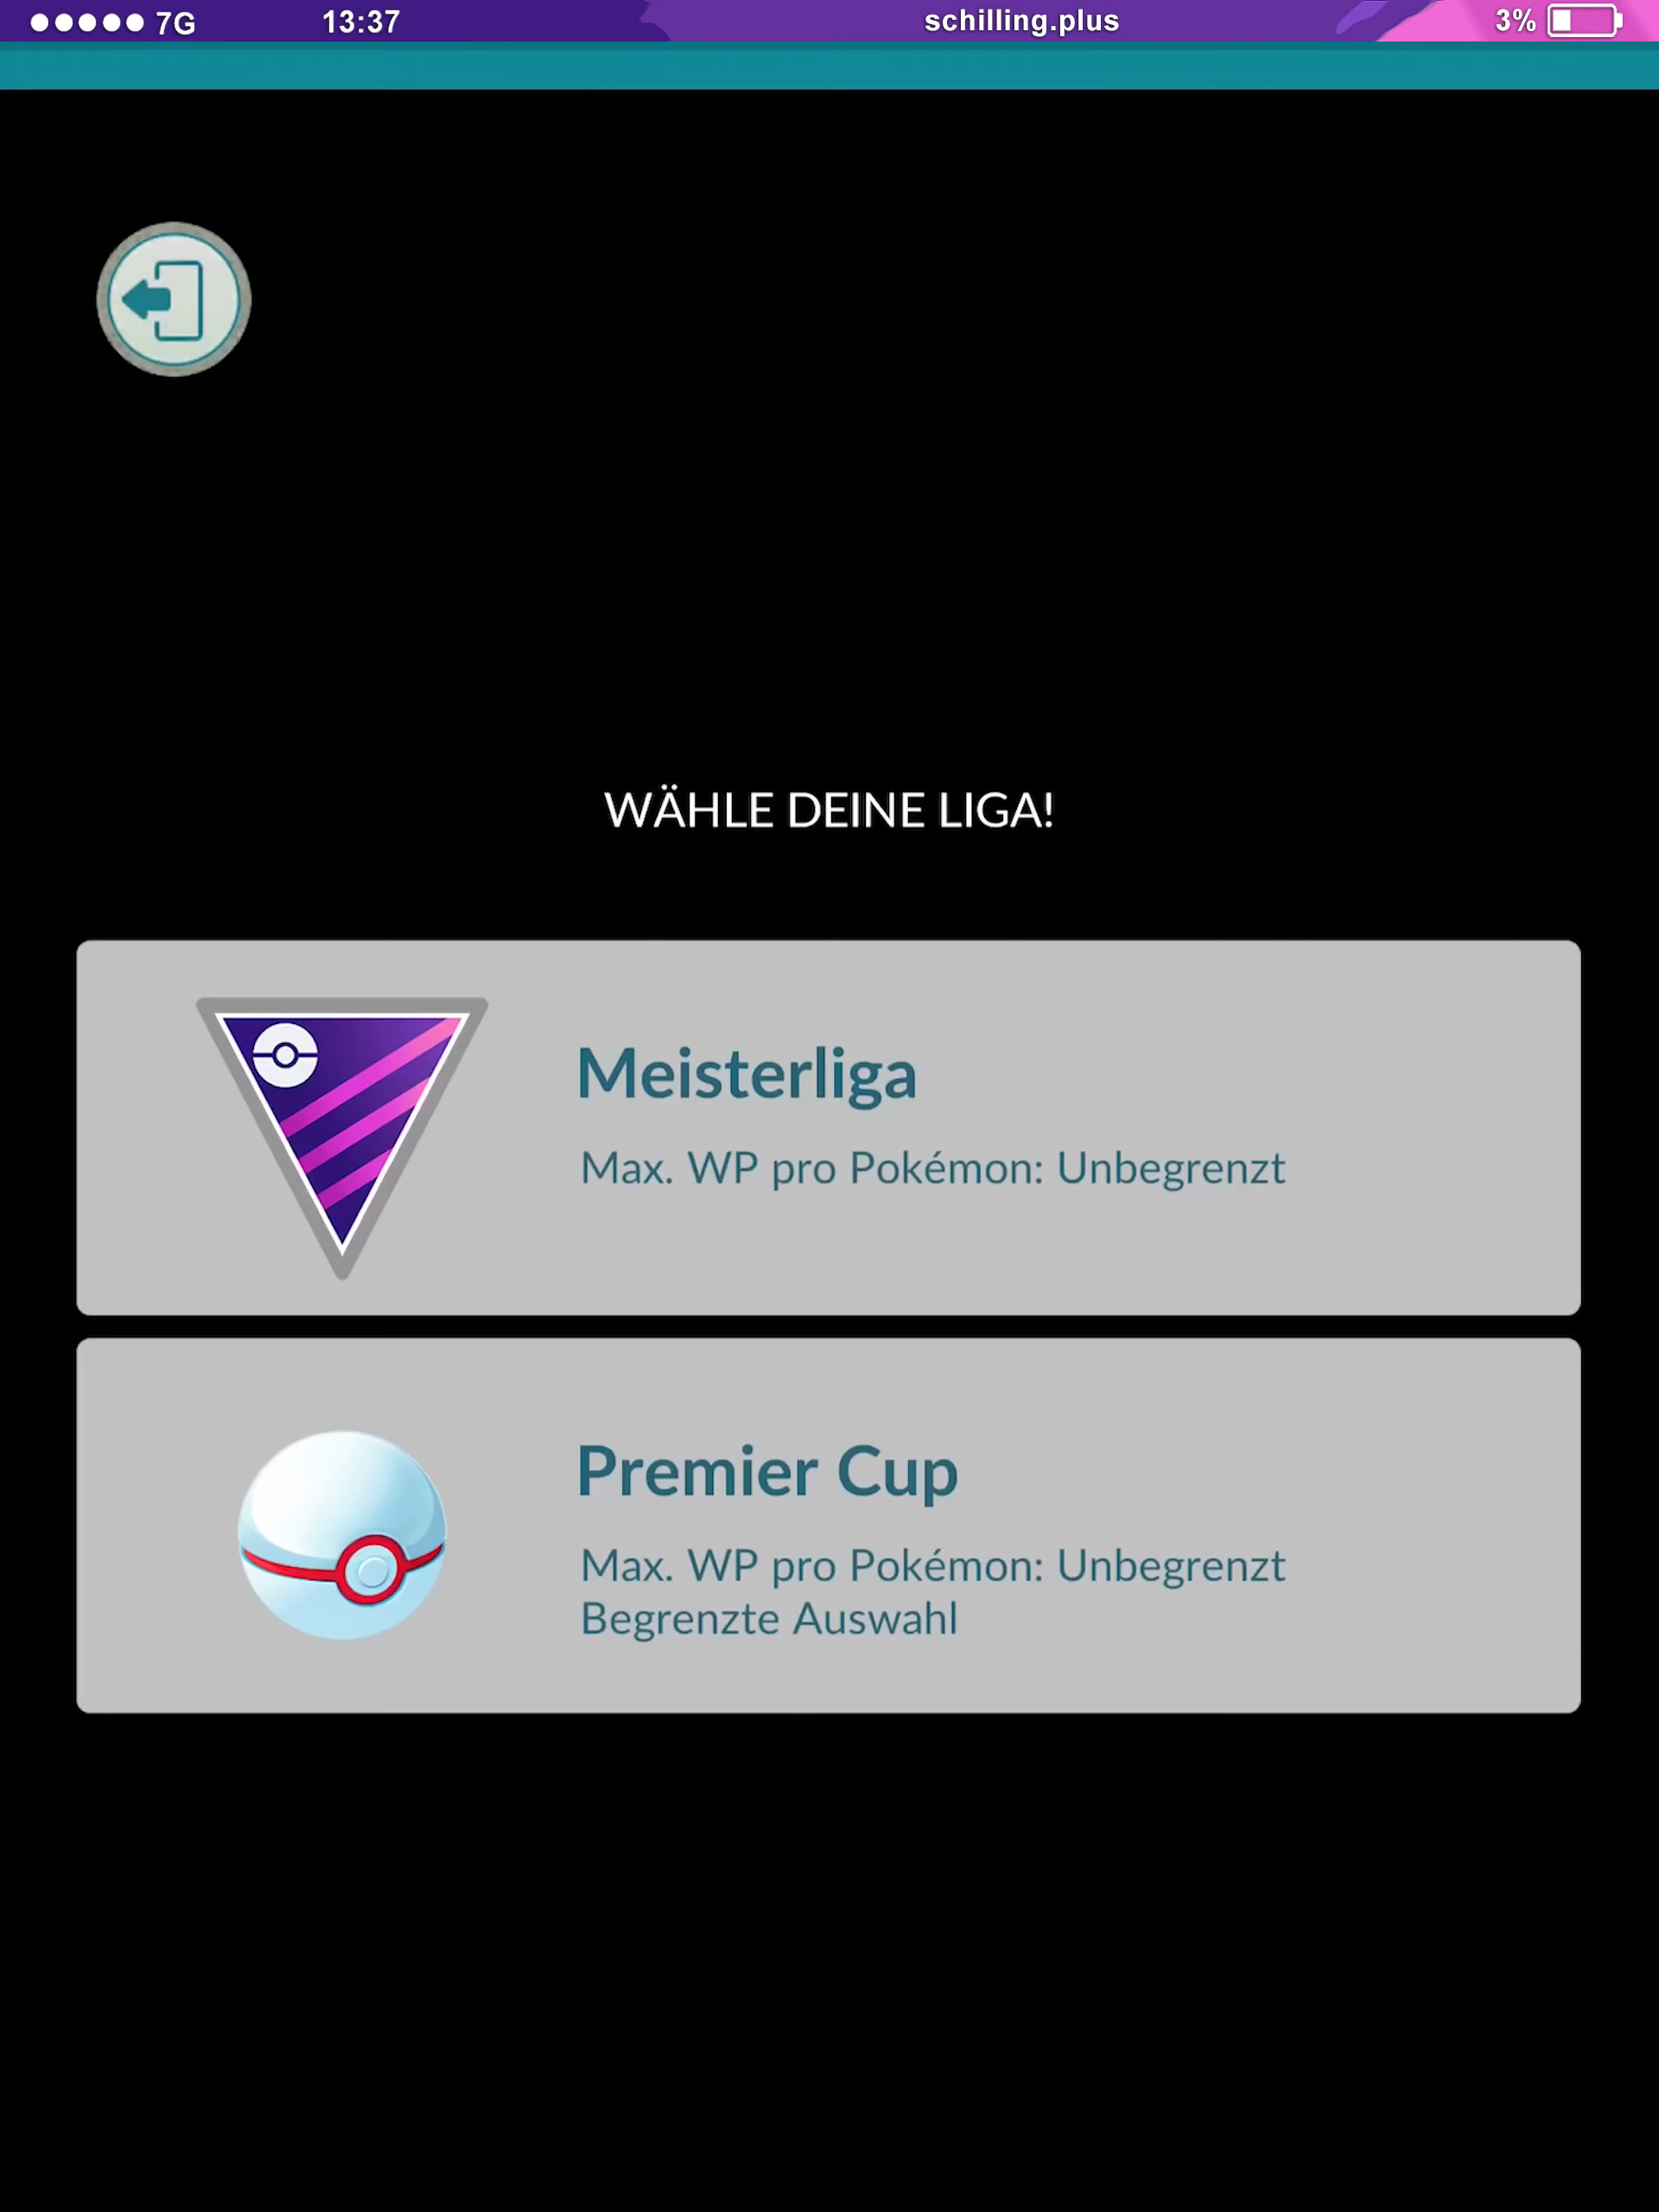 7G 13:37 schilling.plus 3%
WÄHLE DEINE LIGA!
Meisterliga
Max. WP pro Pokémon: Unbegrenzt
Premier Cup
Max. WP pro Pokémon: Unbegrenzt
Begrenzte Auswahl